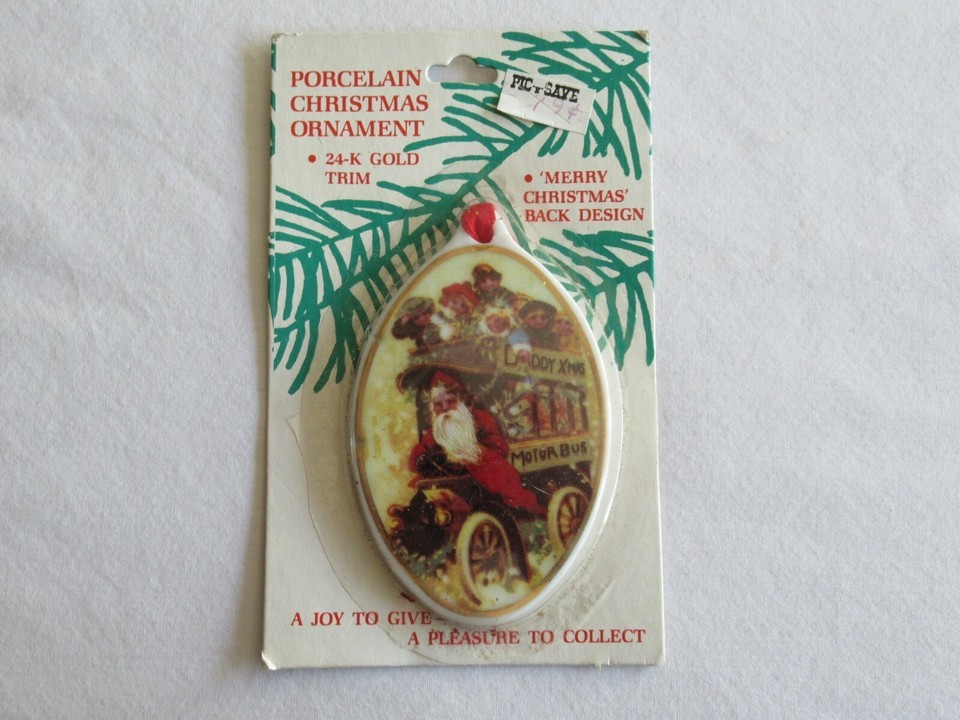 PORCELAIN
CHRISTMAS
ORNAMENT
• 24-K GOLD
TRIM
PIC-N-SAVE
79¢
• 'MERRY
CHRISTMAS'
BACK DESIGN
DADDY XMAS
MOTOR BUS
A JOY TO GIVE—
A PLEASURE TO COLLECT